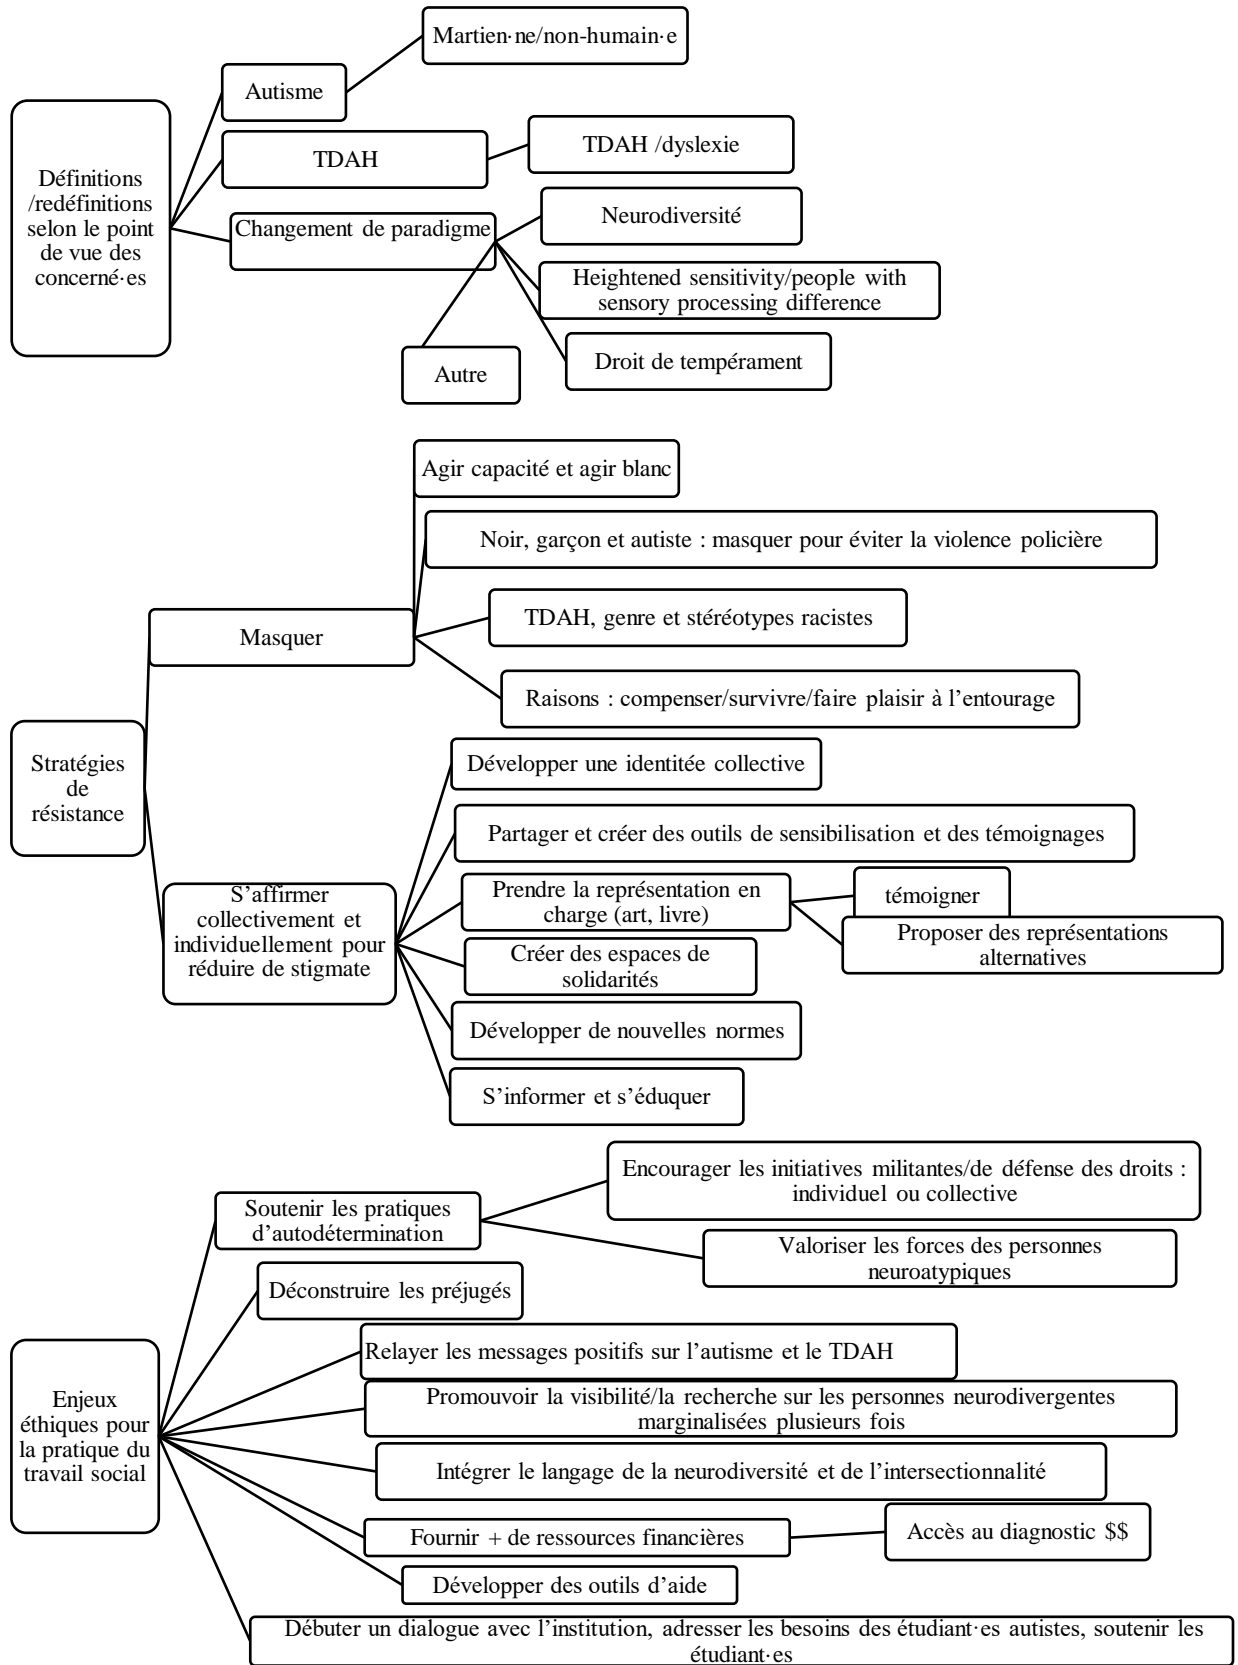 Définitions
/redéfinitions
selon le point
de vue des
concerné·es
Autisme
Martien·ne/non-humain·e
TDAH
TDAH /dyslexie
Changement de paradigme
Neurodiversité
Heightened sensitivity/people with
sensory processing difference
Droit de tempérament
Autre
Stratégies
de
résistance
Masquer
Agir capacité et agir blanc
Noir, garçon et autiste : masquer pour éviter la violence policière
TDAH, genre et stéréotypes racistes
Raisons : compenser/survivre/faire plaisir à l’entourage
S’affirmer
collectivement et
individuellement pour
réduire de stigmate
Développer une identitée collective
Partager et créer des outils de sensibilisation et des témoignages
Prendre la représentation en
charge (art, livre)
témoigner
Proposer des représentations
alternatives
Créer des espaces de
solidarités
Développer de nouvelles normes
S’informer et s’éduquer
Enjeux
éthiques pour
la pratique du
travail social
Soutenir les pratiques
d’autodétermination
Encourager les initiatives militantes/de défense des droits :
individuel ou collective
Valoriser les forces des personnes
neuroatypiques
Déconstruire les préjugés
Relayer les messages positifs sur l’autisme et le TDAH
Promouvoir la visibilité/la recherche sur les personnes neurodivergentes
marginalisées plusieurs fois
Intégrer le langage de la neurodiversité et de l’intersectionnalité
Fournir + de ressources financières
Accès au diagnostic $$
Développer des outils d’aide
Débuter un dialogue avec l’institution, adresser les besoins des étudiant·es autistes, soutenir les
étudiant·es